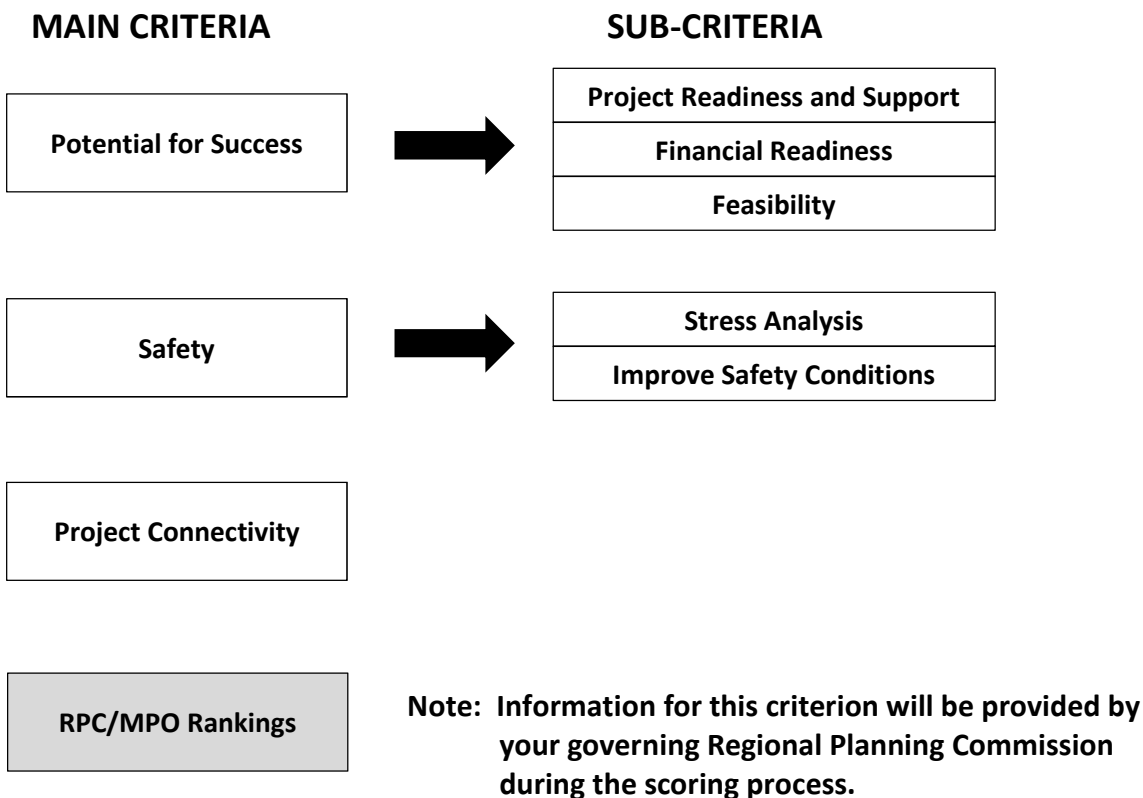 MAIN CRITERIA
SUB-CRITERIA
Potential for Success
Project Readiness and Support
Financial Readiness
Feasibility
Safety
Stress Analysis
Improve Safety Conditions
Project Connectivity
RPC/MPO Rankings
Note: Information for this criterion will be provided by
your governing Regional Planning Commission
during the scoring process.